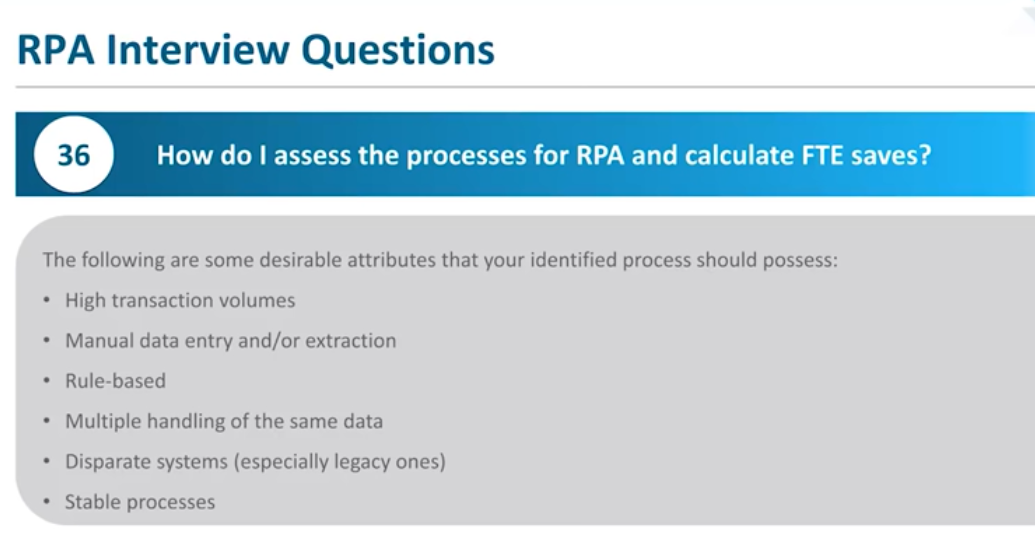 RPA Interview Questions
36
How do I assess the processes for RPA and calculate FTE saves?
The following are some desirable attributes that your identified process should possess:
• High transaction volumes
• Manual data entry and/or extraction
• Rule-based
• Multiple handling of the same data
• Disparate systems (especially legacy ones)
• Stable processes